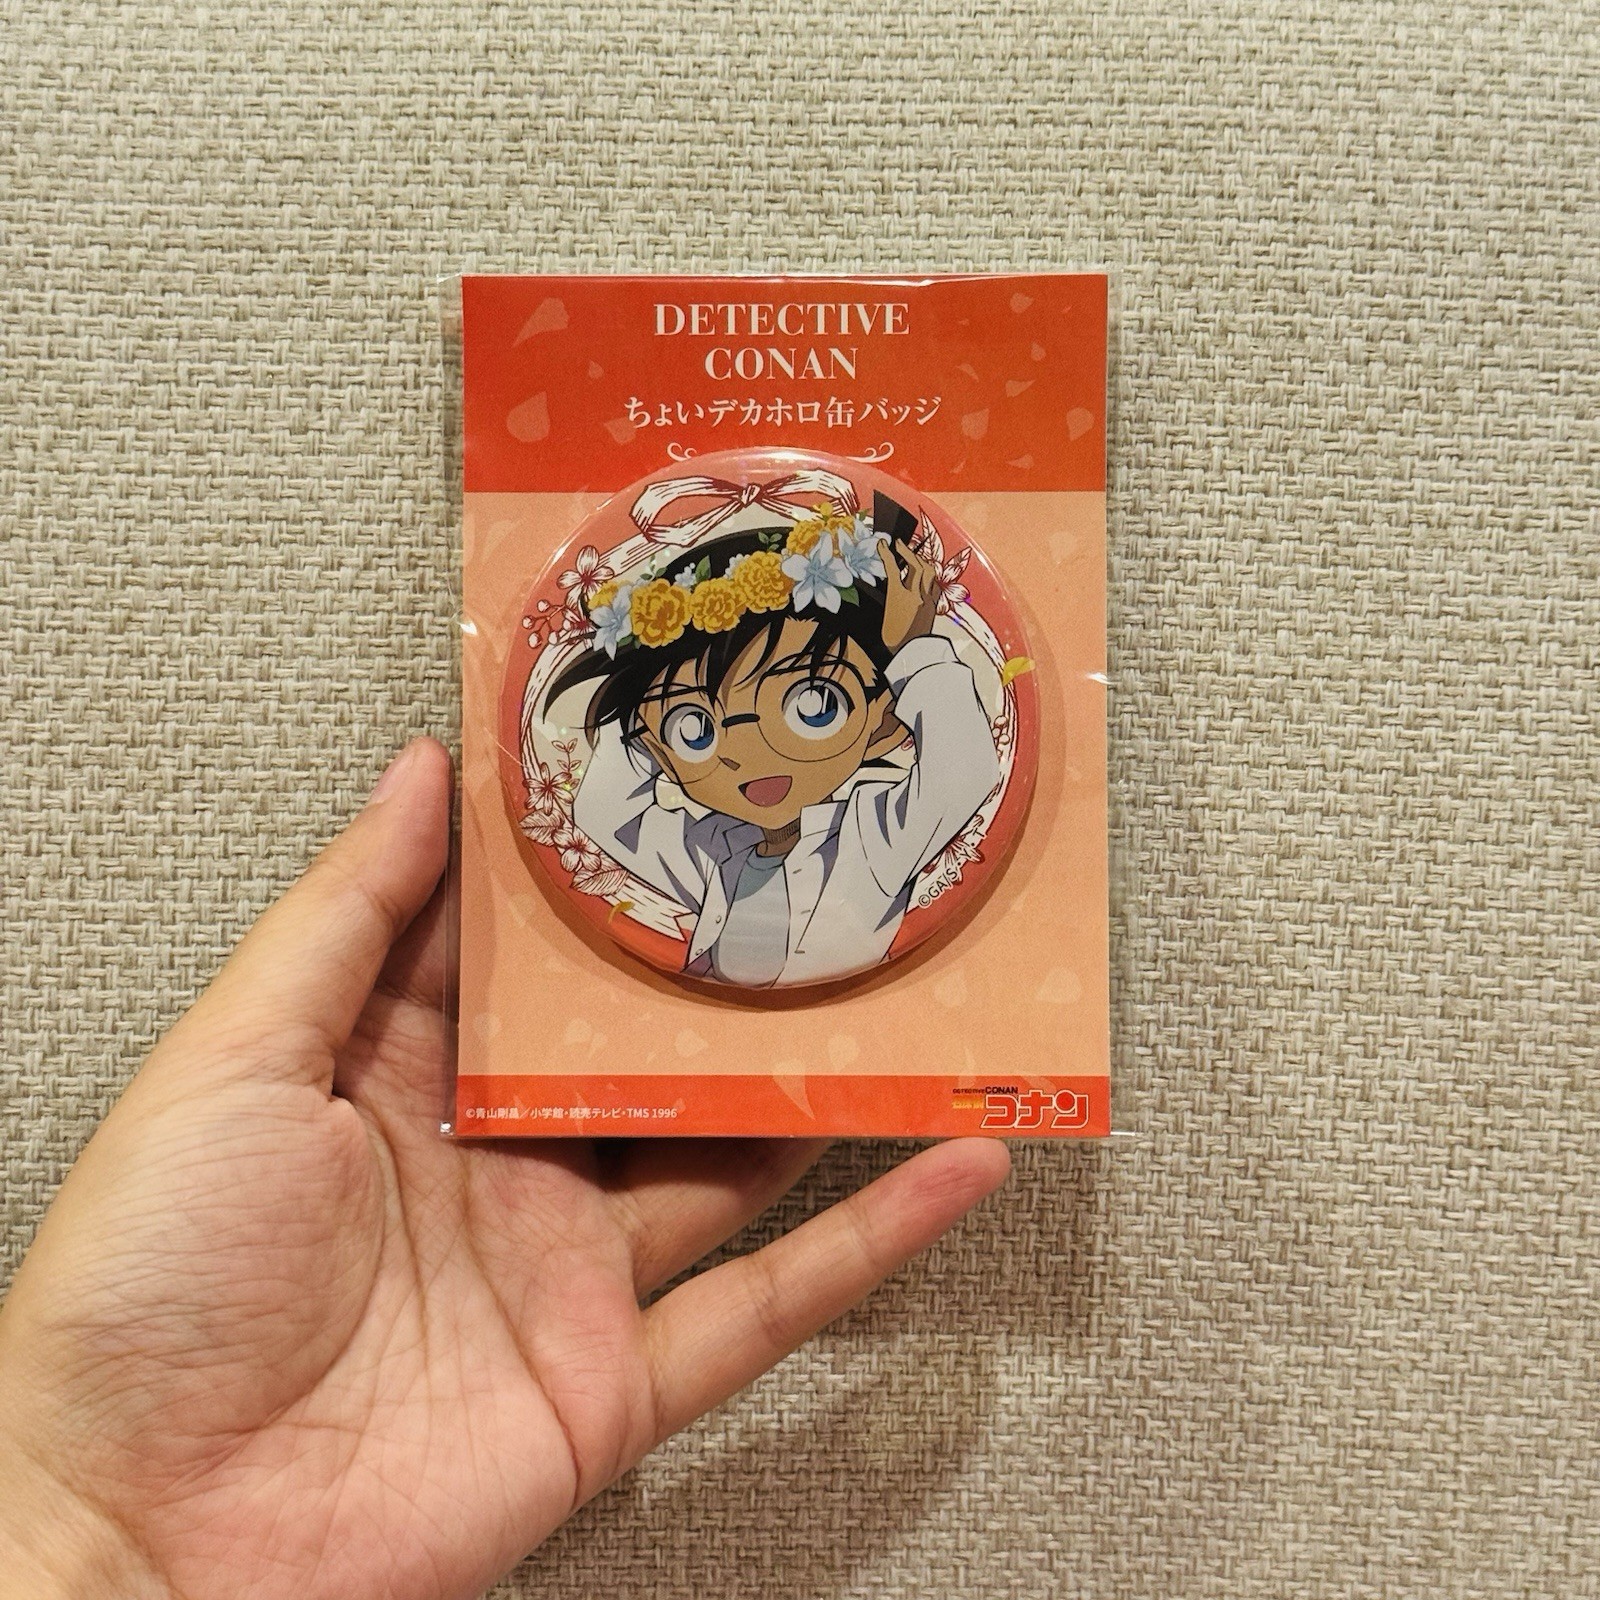 DETECTIVE
CONAN
ちょいデカホロ缶バッジ
©GA/S・Y・T
©青山剛昌／小学館・読売テレビ・TMS 1996
DETECTIVE CONAN
名探偵
コナン